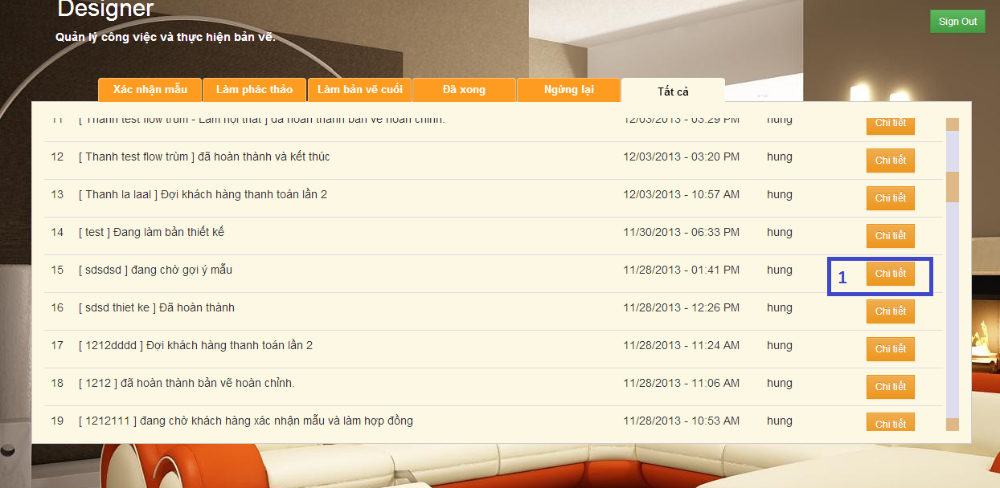 Designer
Sign Out
Quản lý công việc và thực hiện bản vẽ.
Xác nhận mẫu Làm phác thảo Làm bản vẽ cuối Đã xong Ngừng lại Tất cả
11 [ Thanh test flow trùm - Làm nội thất ] đã hoàn thành bản vẽ hoàn chỉnh. 12/03/2013 - 03:29 PM hung Chi tiết
12 [ Thanh test flow trùm ] đã hoàn thành và kết thúc 12/03/2013 - 03:20 PM hung Chi tiết
13 [ Thanh la laal ] Đợi khách hàng thanh toán lần 2 12/03/2013 - 10:57 AM hung Chi tiết
14 [ test ] Đang làm bản thiết kế 11/30/2013 - 06:33 PM hung Chi tiết
15 [ sdsdsd ] đang chờ gợi ý mẫu 11/28/2013 - 01:41 PM hung 1 Chi tiết
16 [ sdsd thiet ke ] Đã hoàn thành 11/28/2013 - 12:26 PM hung Chi tiết
17 [ 1212dddd ] Đợi khách hàng thanh toán lần 2 11/28/2013 - 11:24 AM hung Chi tiết
18 [ 1212 ] đã hoàn thành bản vẽ hoàn chỉnh. 11/28/2013 - 11:06 AM hung Chi tiết
19 [ 1212111 ] đang chờ khách hàng xác nhận mẫu và làm hợp đồng 11/28/2013 - 10:53 AM hung Chi tiết